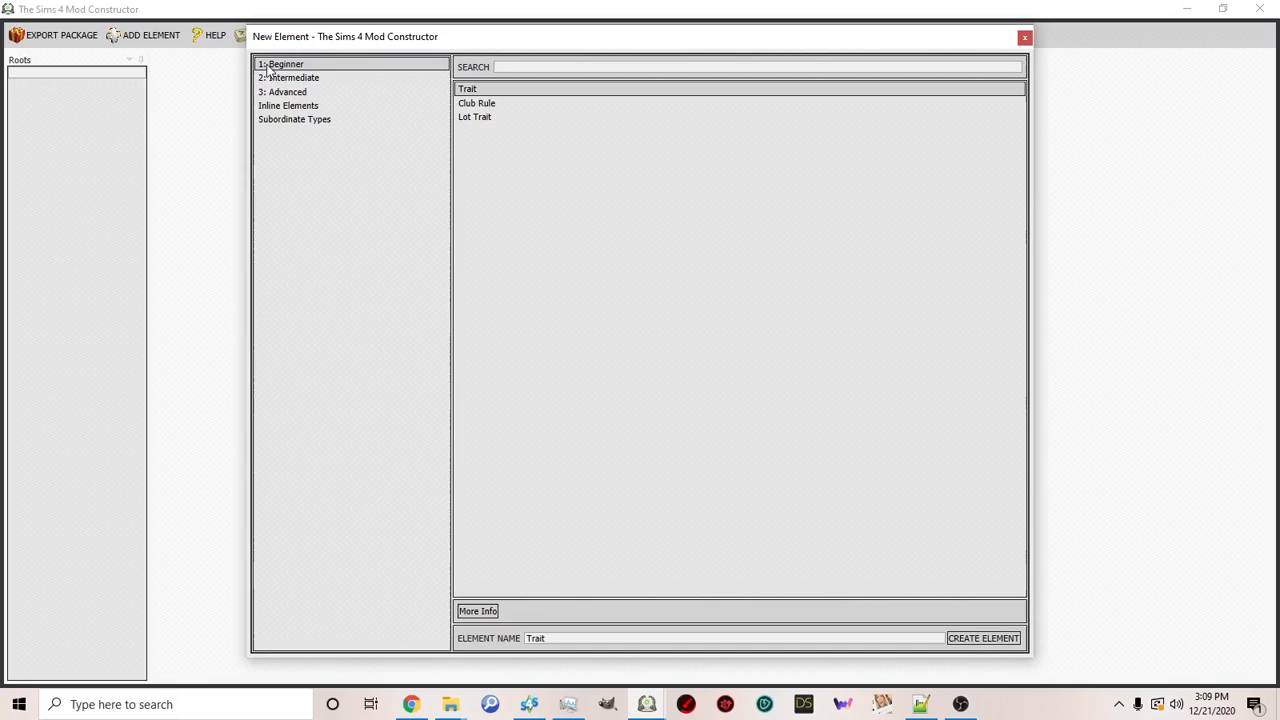 The Sims 4 Mod Constructor
EXPORT PACKAGE
ADD ELEMENT
HELP
Roots
New Element - The Sims 4 Mod Constructor
1: Beginner
2: Intermediate
3: Advanced
Inline Elements
Subordinate Types
SEARCH
Trait
Club Rule
Lot Trait
More Info
ELEMENT NAME Trait
CREATE ELEMENT
Type here to search
DS
3:09 PM
12/21/2020
1